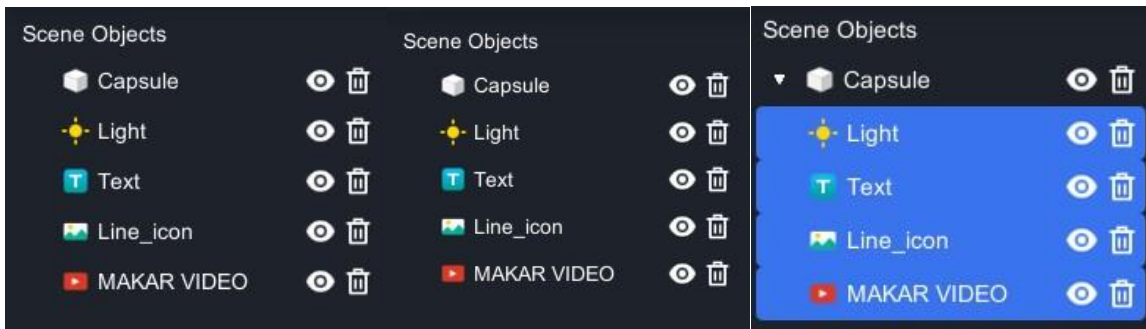 Scene Objects
Capsule
Light
T Text
Line_icon
MAKAR VIDEO
Scene Objects
Capsule
Light
T Text
Line_icon
MAKAR VIDEO
Scene Objects
Capsule
Light
T Text
Line_icon
MAKAR VIDEO